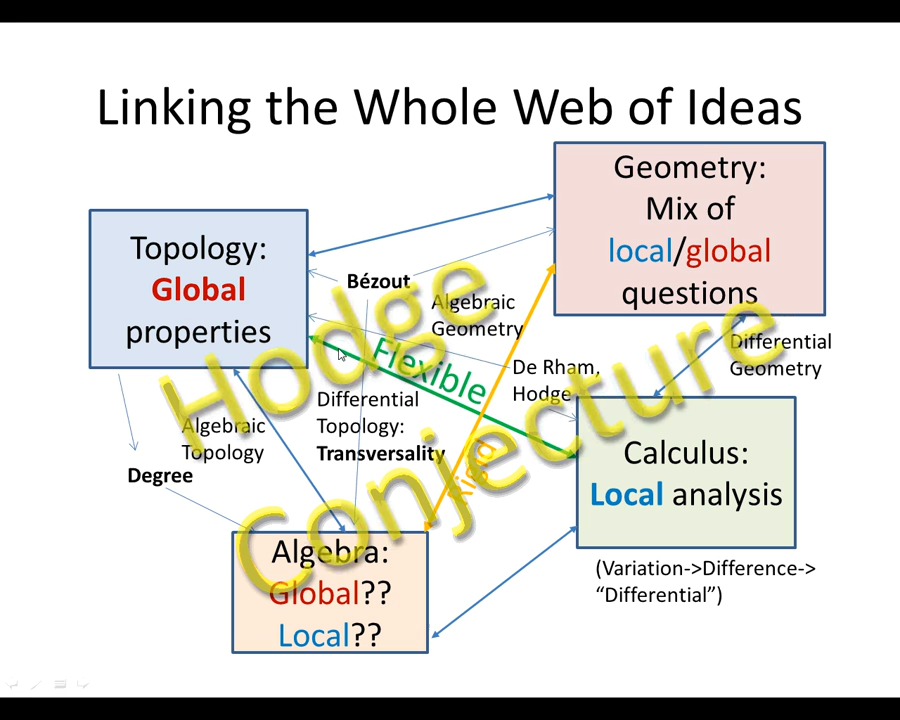 Linking the Whole Web of Ideas
Geometry:
Mix of
local/global
questions
Topology:
Global
properties
Bézout
Algebraic
Geometry
Hodge
Conjecture
Flexible
Differential
Geometry
De Rham,
Hodge
Differential
Topology:
Transversality
Algebraic
Topology
Rigid
Degree
Calculus:
Local analysis
Algebra:
Global??
Local??
(Variation->Difference->
“Differential”)